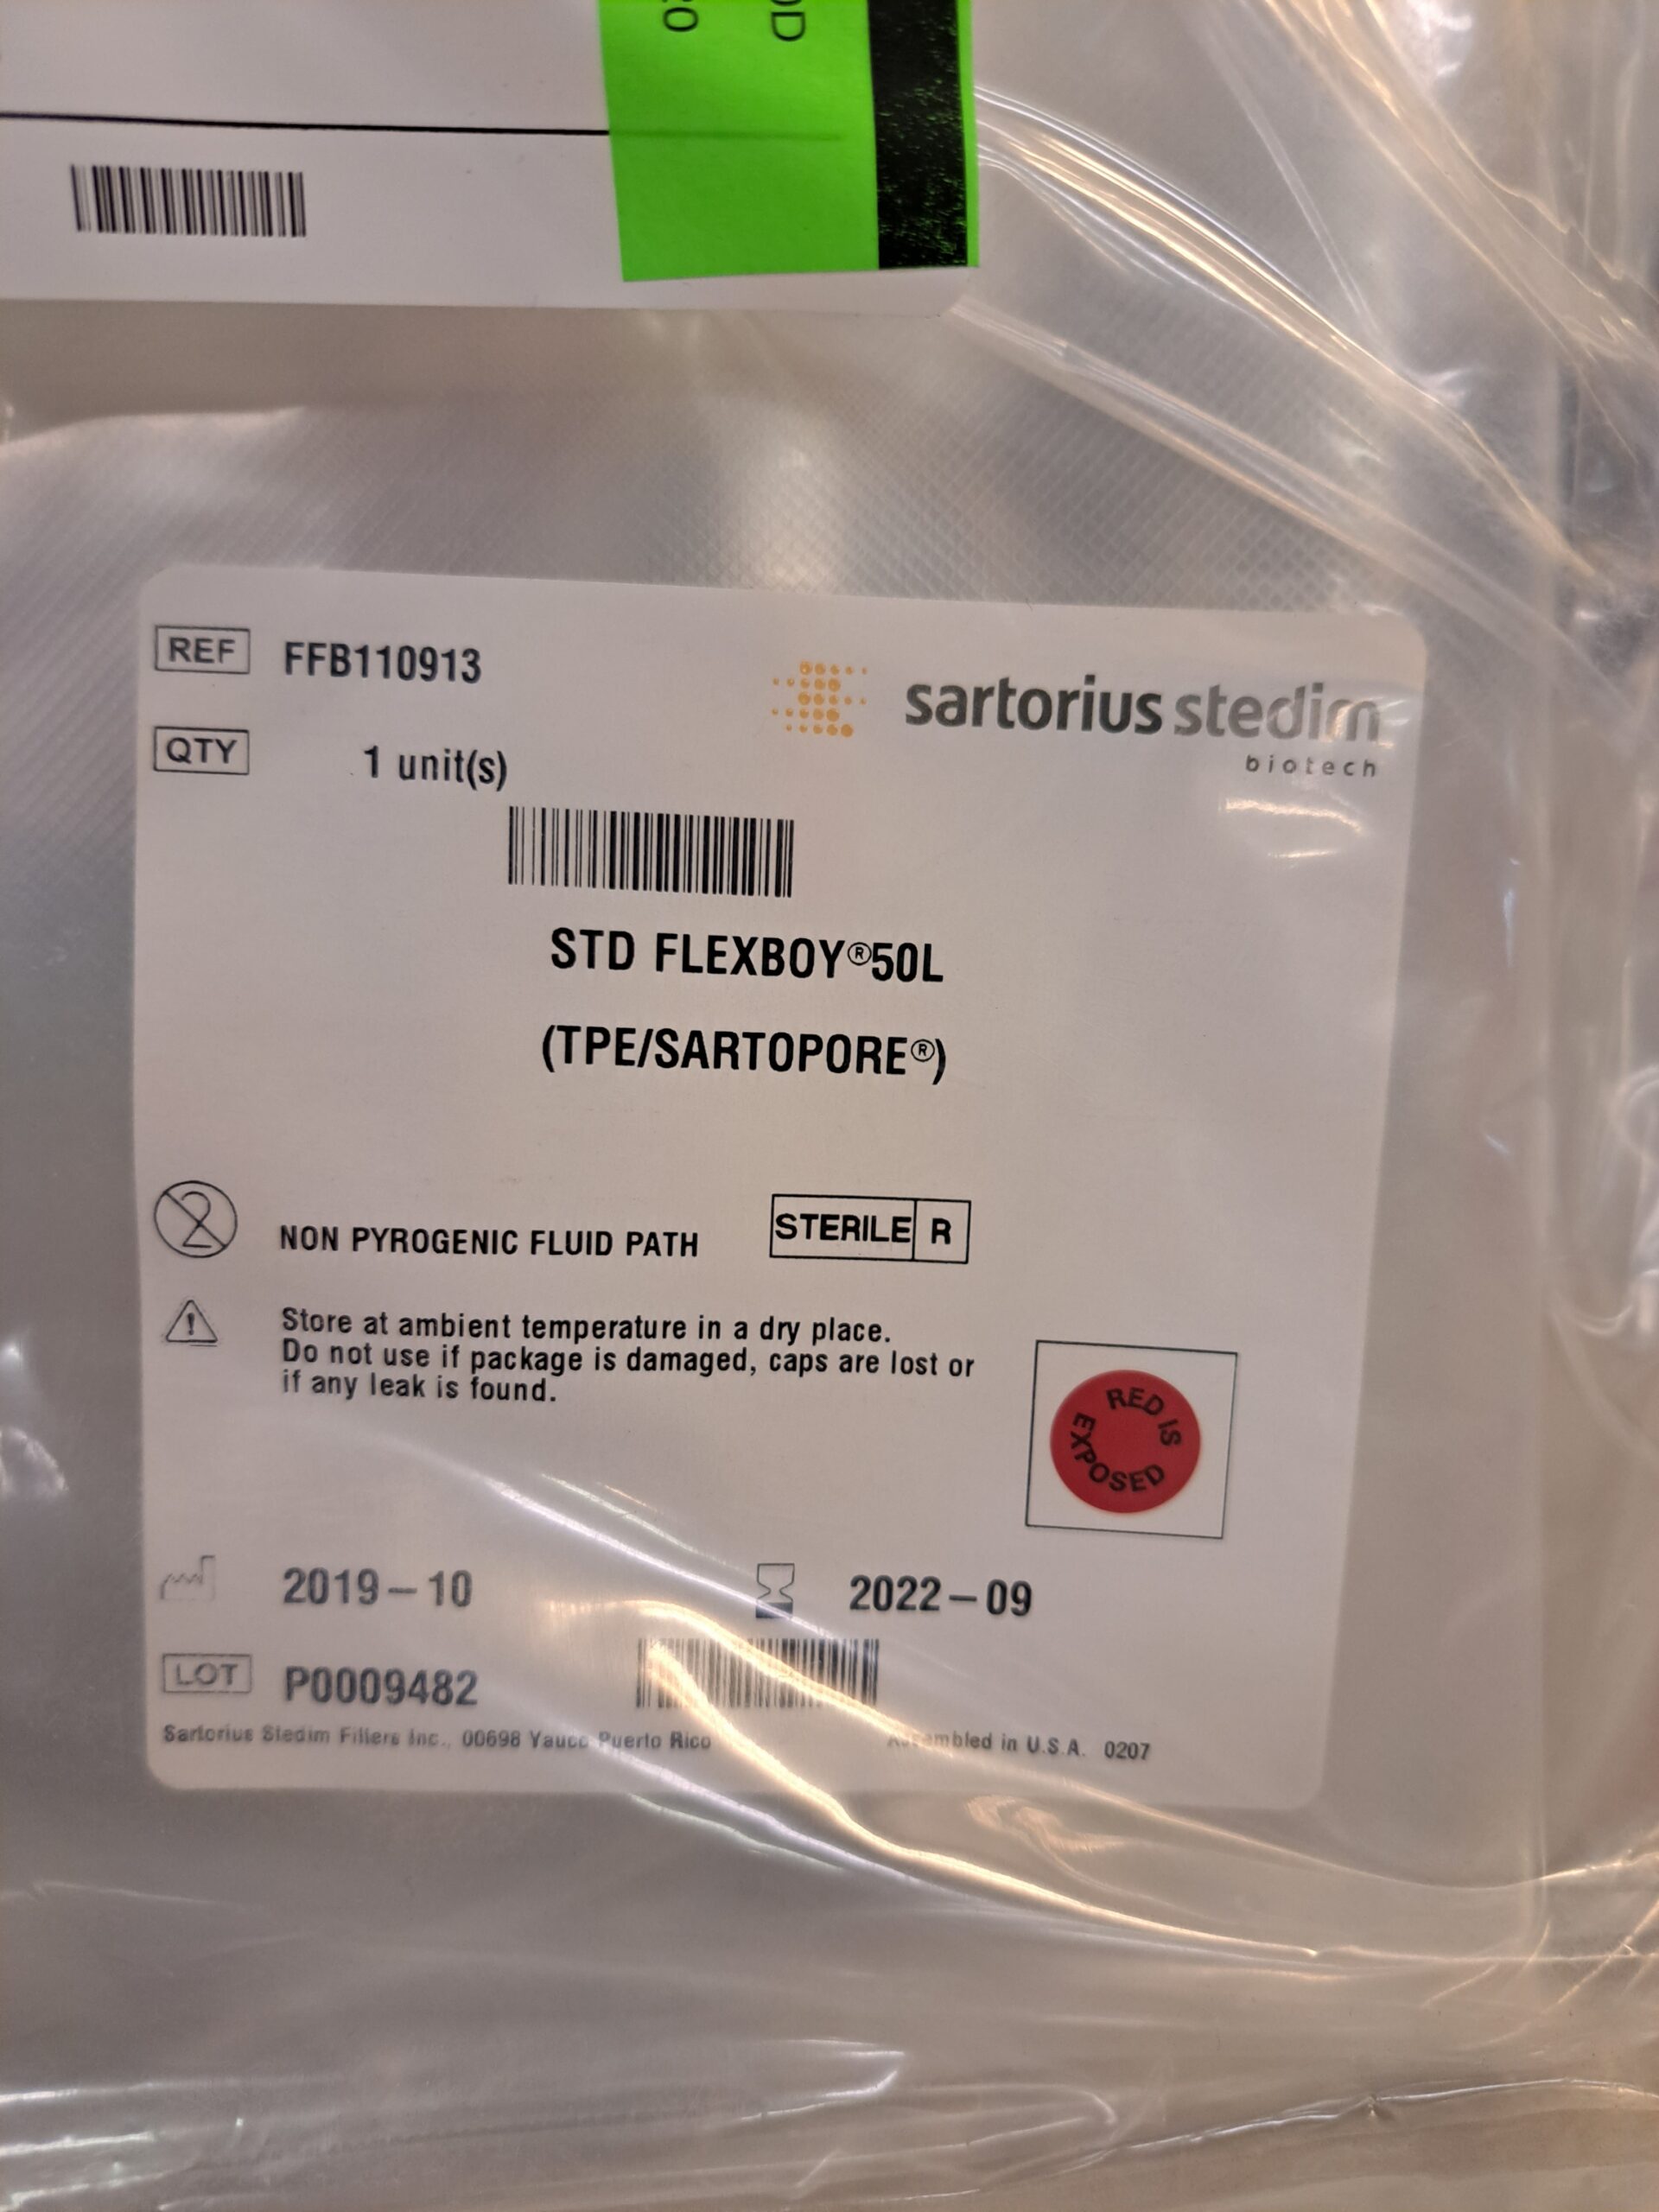 20
OD
REF FFB110913
sartorius stedim
biotech
QTY 1 unit(s)
STD FLEXBOY®50L
(TPE/SARTOPORE®)
2
NON PYROGENIC FLUID PATH
STERILE R
Store at ambient temperature in a dry place.
Do not use if package is damaged, caps are lost or
if any leak is found.
RED IS
EXPOSED
2019-10
2022-09
LOT P0009482
Sartorius Stedim Filters Inc., 00698 Yauco Puerto Rico
Assembled in U.S.A. 0207